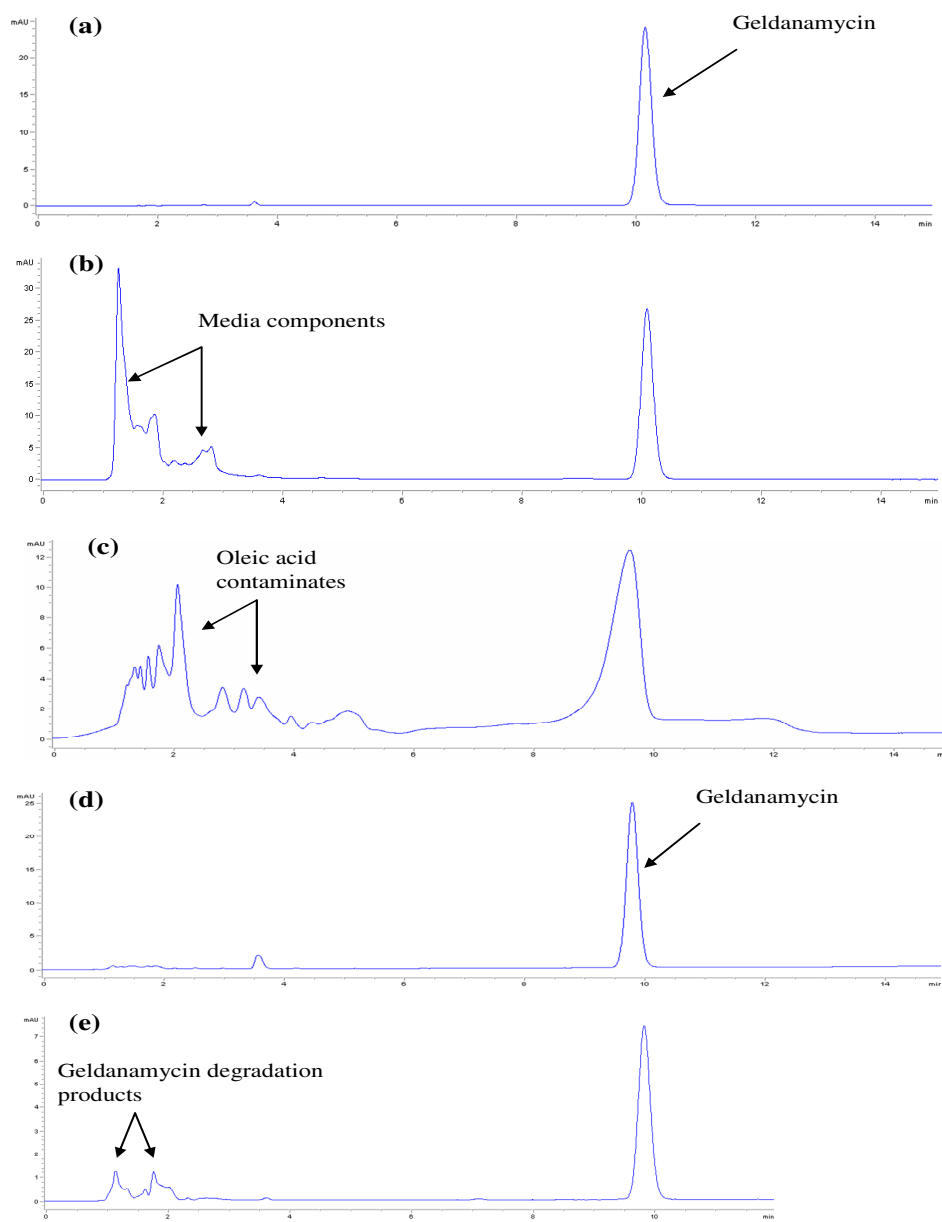 (a)
Geldanamycin
mAU
20
15
10
5
0
0 2 4 6 8 10 12 14 min
(b)
mAU
Media components
30
25
20
15
10
5
0
0 2 4 6 8 10 12 14 min
(c)
mAU
Oleic acid
contaminates
12
10
8
6
4
2
0
0 2 4 6 8 10 12 14 m
(d)
mAU
Geldanamycin
25
20
15
10
5
0
0 2 4 6 8 10 12 14 min
(e)
mAU
Geldanamycin degradation
products
7
6
5
4
3
2
1
0
0 2 4 6 8 10 min